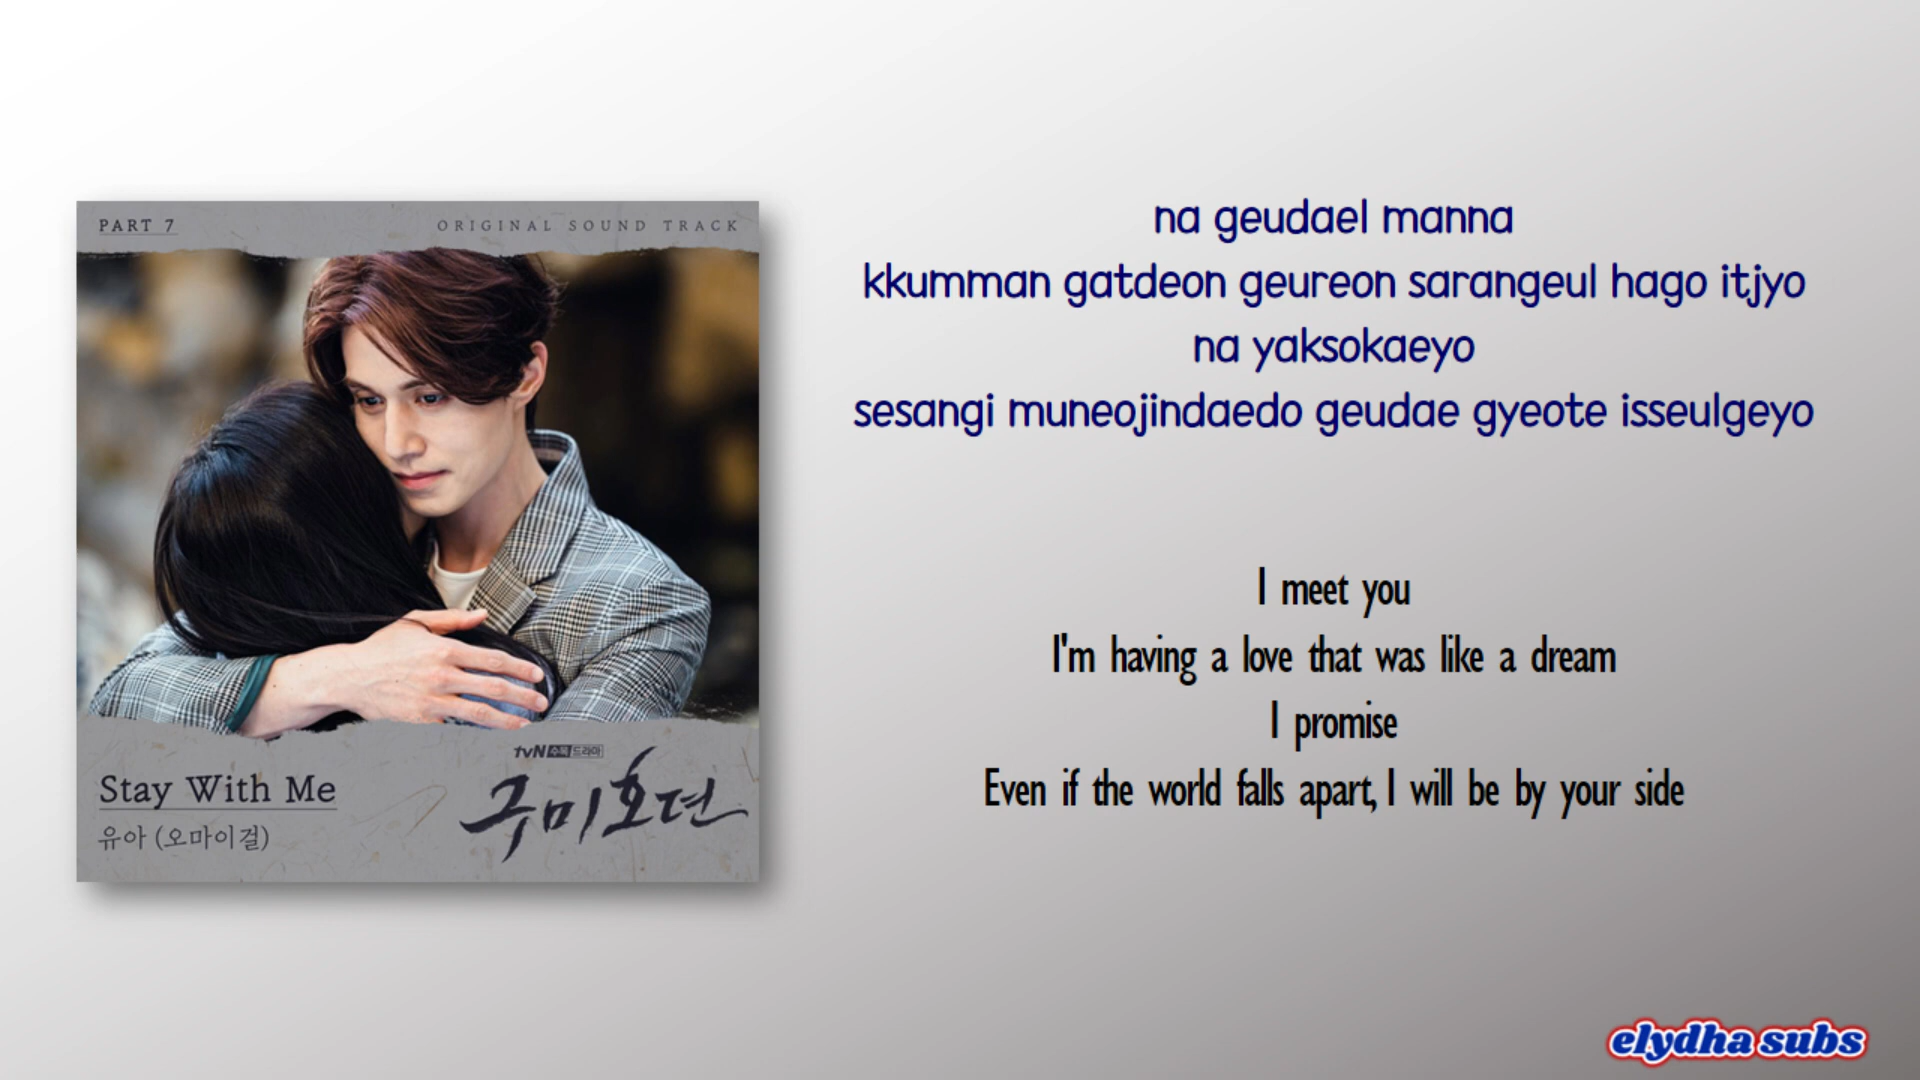 PART 7
ORIGINAL SOUND TRACK
tvN 수목드라마
구미호뎐
Stay With Me
유아 (오마이걸)
na geudael manna
kkumman gatdeon geureon sarangeul hago itjyo
na yaksokaeyo
sesangi muneojindaedo geudae gyeote isseulgeyo
I meet you
I'm having a love that was like a dream
I promise
Even if the world falls apart, I will be by your side
elydha subs